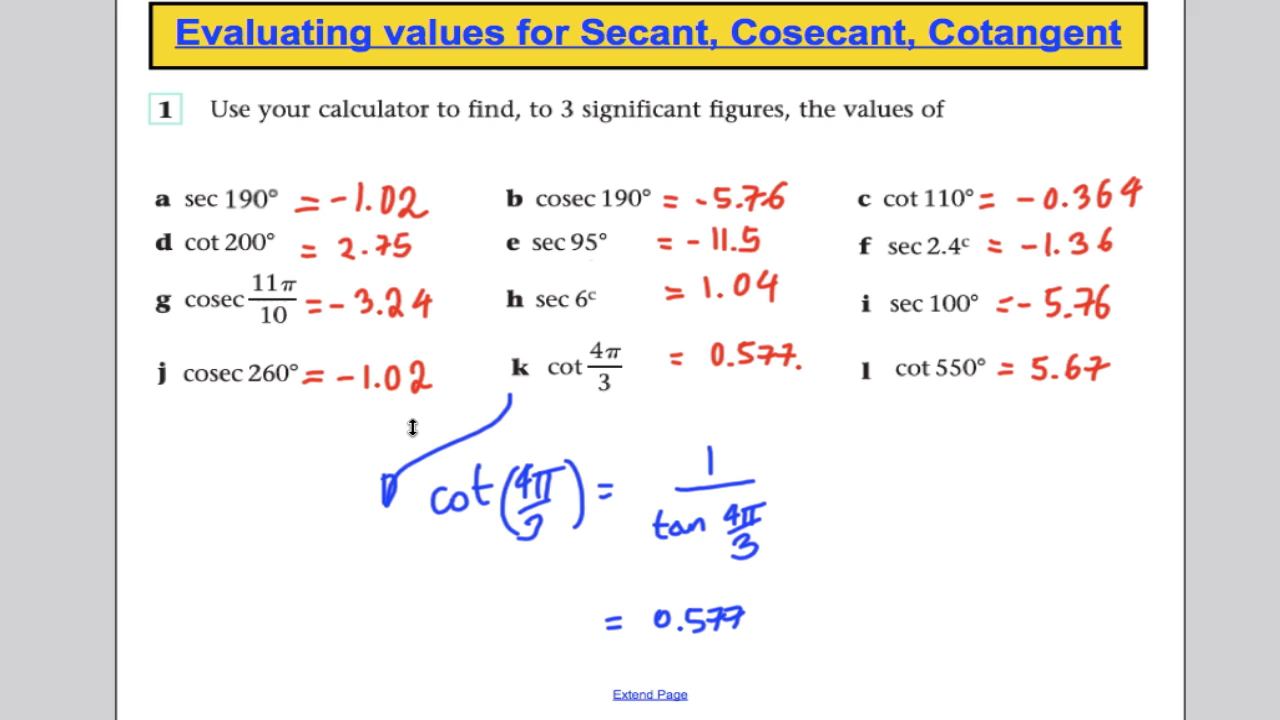 Evaluating values for Secant, Cosecant, Cotangent
1 Use your calculator to find, to 3 significant figures, the values of
a sec 190° = -1.02 b cosec 190° = -5.76 c cot 110° = -0.364
d cot 200° = 2.75 e sec 95° = -11.5 f sec 2.4ᶜ = -1.36
g cosec 11π/10 = -3.24 h sec 6ᶜ = 1.04 i sec 100° = -5.76
j cosec 260° = -1.02 k cot 4π/3 = 0.577. l cot 550° = 5.67
cot(4π/3) = 1/tan 4π/3
= 0.577
Extend Page